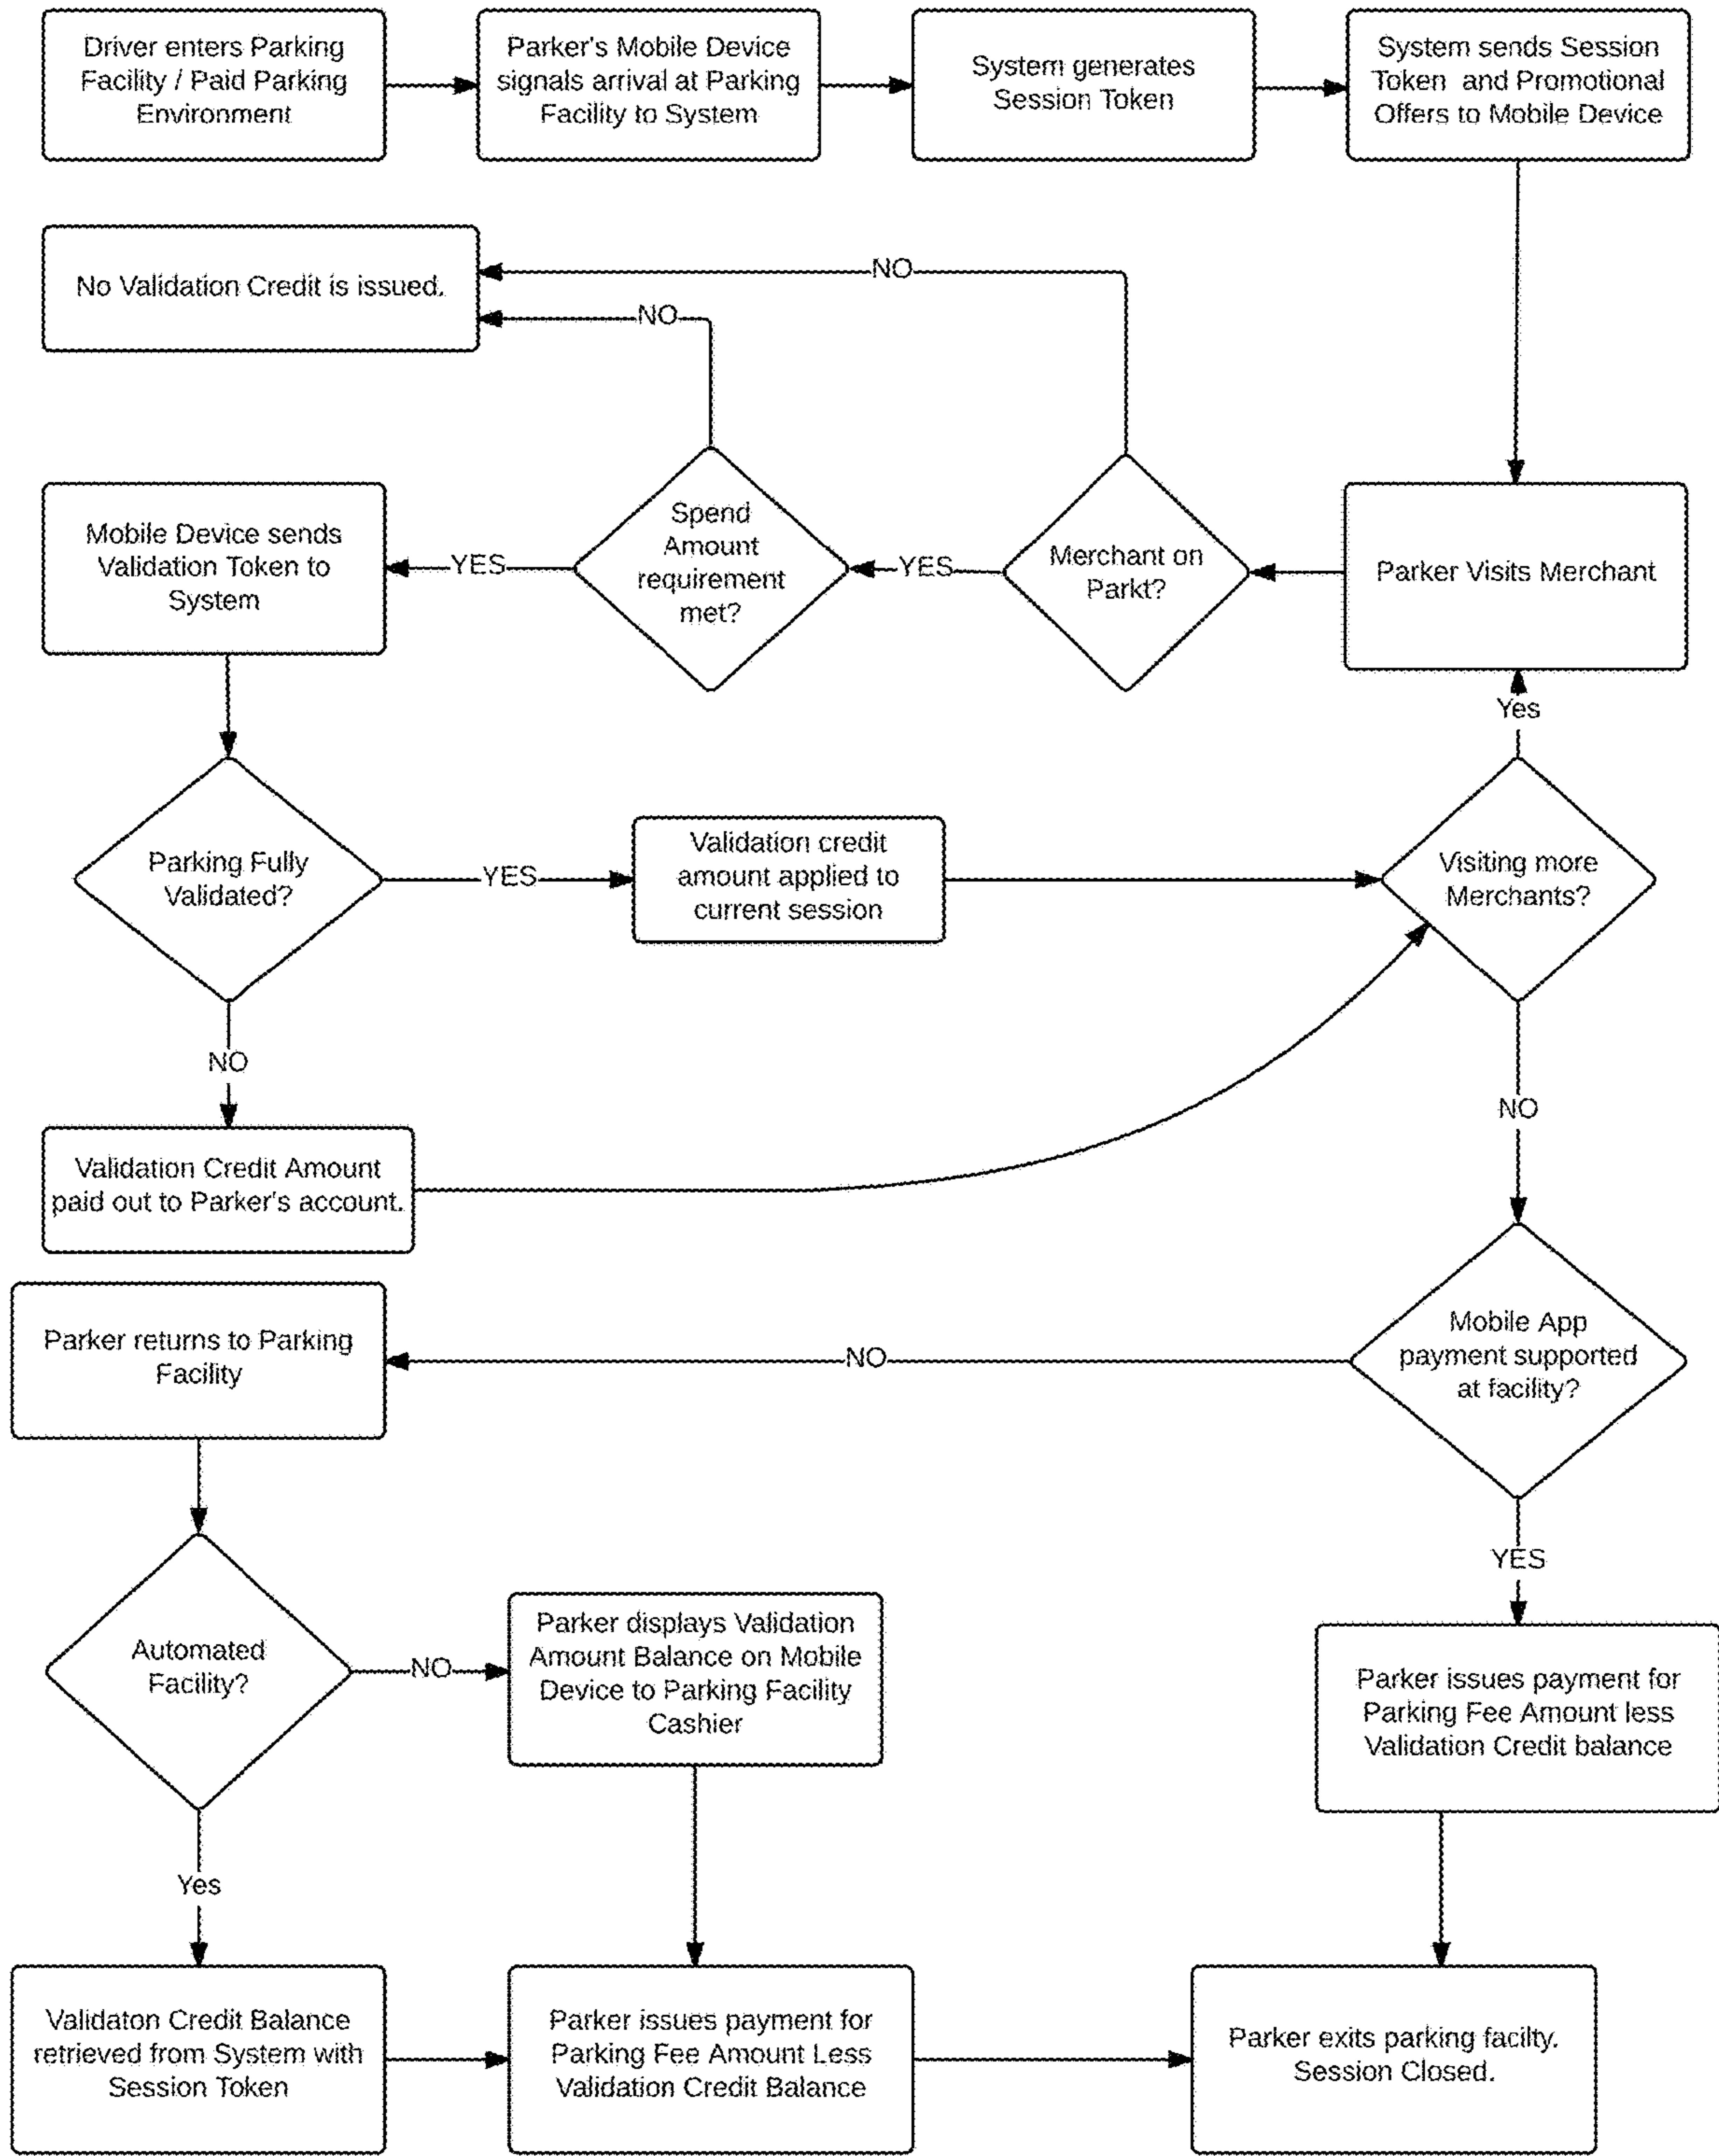 Driver enters Parking
Facility / Paid Parking
Environment
Parker's Mobile Device
signals arrival at Parking
Facility to System
System generates
Session Token
System sends Session
Token and Promotional
Offers to Mobile Device
No Validation Credit is issued.
NO
NO
Mobile Device sends
Validation Token to
System
YES
Spend
Amount
requirement
met?
YES
Merchant on
Parkt?
Parker Visits Merchant
Yes
Parking Fully
Validated?
YES
Validation credit
amount applied to
current session
Visiting more
Merchants?
NO
NO
Validation Credit Amount
paid out to Parker's account.
Parker returns to Parking
Facility
NO
Mobile App
payment supported
at facility?
YES
Automated
Facility?
NO
Parker displays Validation
Amount Balance on Mobile
Device to Parking Facility
Cashier
Parker issues payment for
Parking Fee Amount less
Validation Credit balance
Yes
Validaton Credit Balance
retrieved from System with
Session Token
Parker issues payment for
Parking Fee Amount Less
Validation Credit Balance
Parker exits parking facilty.
Session Closed.